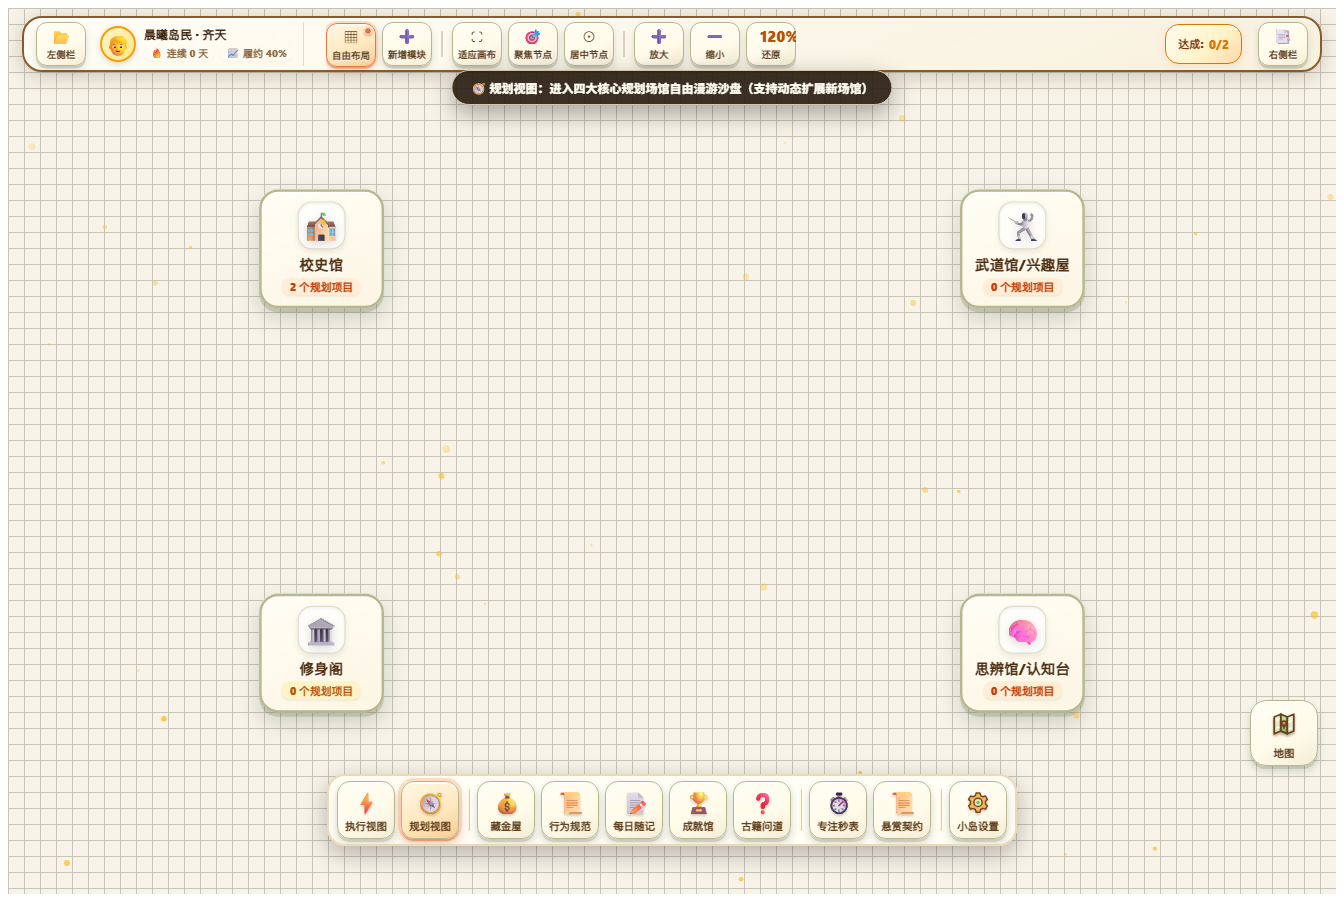 左侧栏
晨曦岛民 · 齐天
连续 0 天
履约 40%
自由布局
新增模块
适应画布
聚焦节点
居中节点
放大
缩小
120%
还原
达成: 0/2
右侧栏
规划视图：进入四大核心规划场馆自由漫游沙盘（支持动态扩展新场馆）
校史馆
2 个规划项目
武道馆/兴趣屋
0 个规划项目
修身阁
0 个规划项目
思辨馆/认知台
0 个规划项目
地图
执行视图
规划视图
藏金屋
行为规范
每日随记
成就馆
古籍问道
专注秒表
悬赏契约
小岛设置